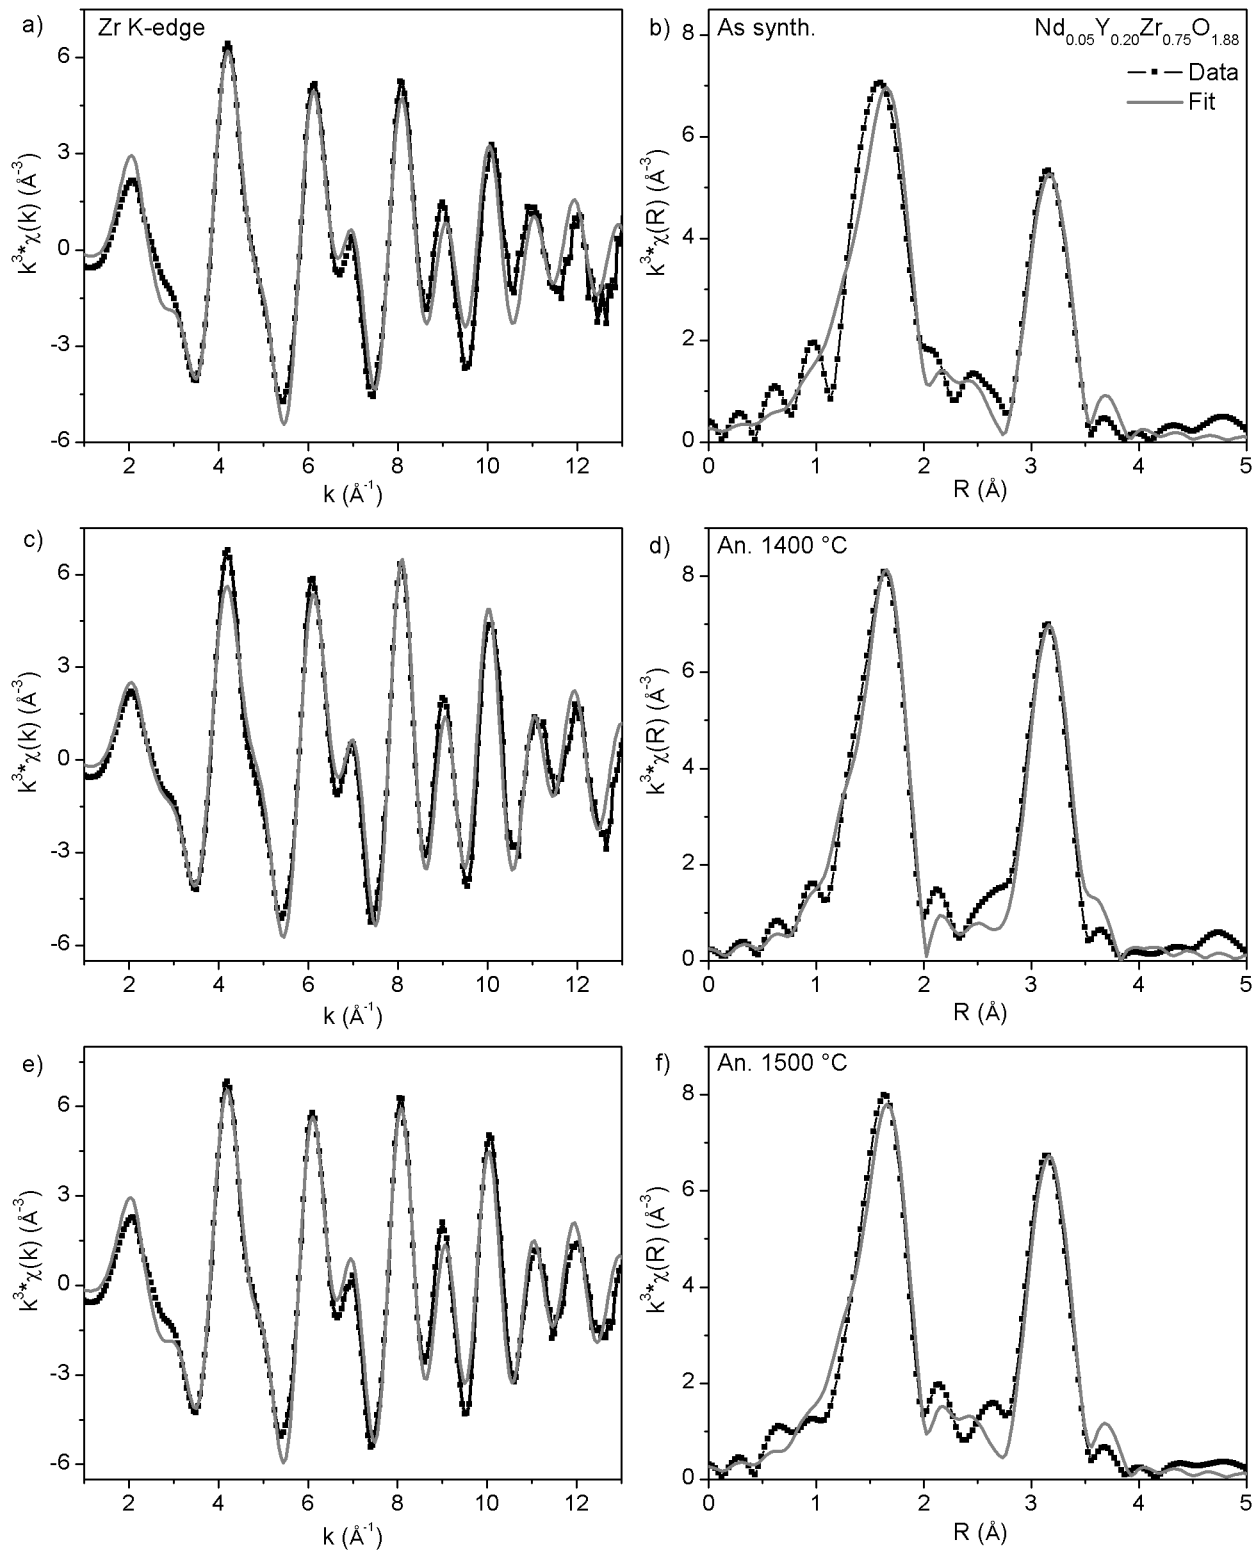 a) Zr K-edge
6
3
0
-3
-6
k³*χ(k) (Å⁻³)
2 4 6 8 10 12
k (Å⁻¹)
b) As synth. Nd₀.₀₅Y₀.₂₀Zr₀.₇₅O₁.₈₈
Data
Fit
8
6
4
2
0
k³*χ(R) (Å⁻³)
0 1 2 3 4 5
R (Å)
c)
6
3
0
-3
-6
k³*χ(k) (Å⁻³)
2 4 6 8 10 12
k (Å⁻¹)
d) An. 1400 °C
8
6
4
2
0
k³*χ(R) (Å⁻³)
0 1 2 3 4 5
R (Å)
e)
6
3
0
-3
-6
k³*χ(k) (Å⁻³)
2 4 6 8 10 12
k (Å⁻¹)
f) An. 1500 °C
8
6
4
2
0
k³*χ(R) (Å⁻³)
0 1 2 3 4 5
R (Å)